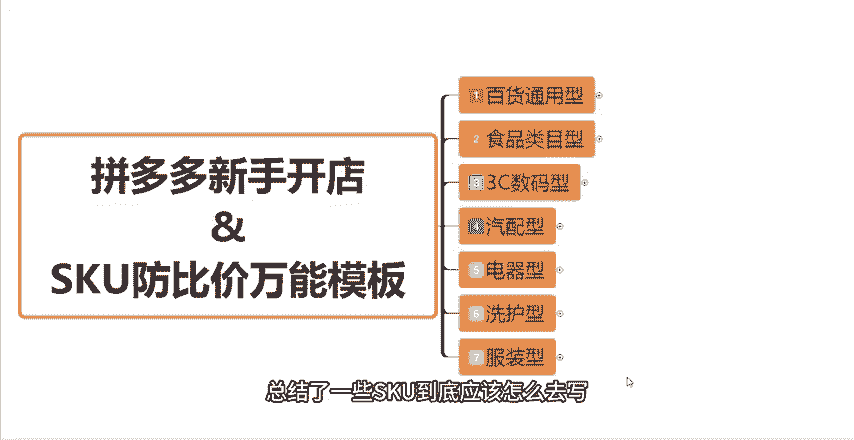 拼多多新手开店
&
SKU防比价万能模板
1 百货通用型
2 食品类目型
3 3C数码型
4 汽配型
5 电器型
6 洗护型
7 服装型
总结了一些SKU到底应该怎么去写